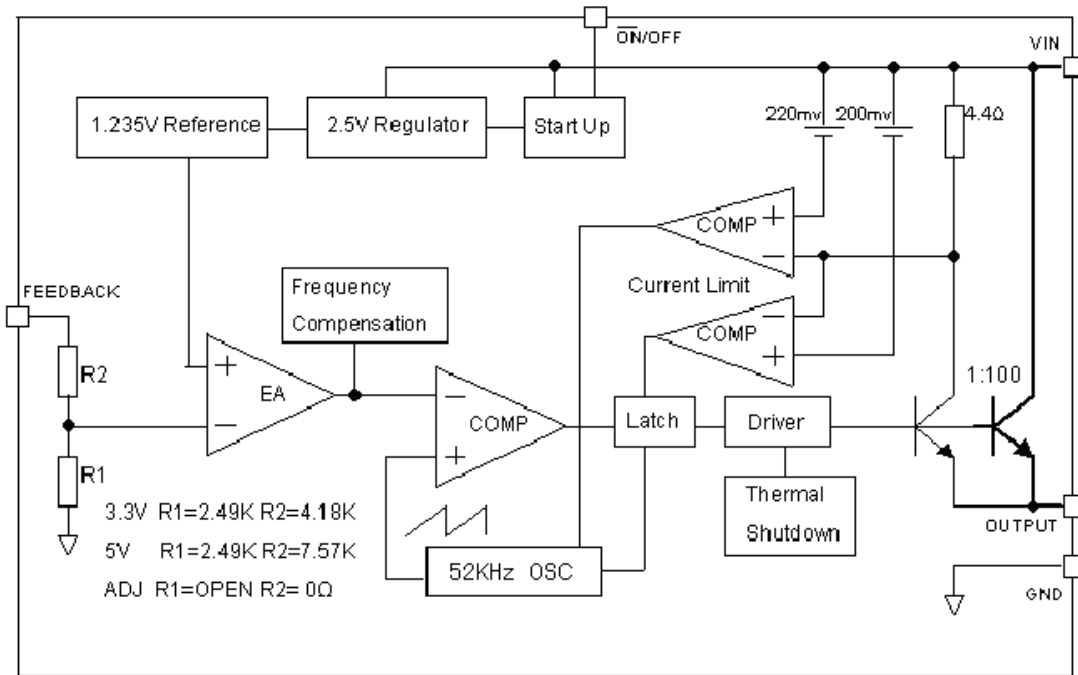 ON/OFF
VIN
1.235V Reference
2.5V Regulator
Start Up
220mv
200mv
4.4Ω
COMP
+
−
Current Limit
COMP
−
+
FEEDBACK
Frequency
Compensation
R2
+
EA
−
−
COMP
+
Latch
Driver
1:100
R1
Thermal
Shutdown
3.3V R1=2.49K R2=4.18K
5V R1=2.49K R2=7.57K
ADJ R1=OPEN R2= 0Ω
52KHz OSC
OUTPUT
GND